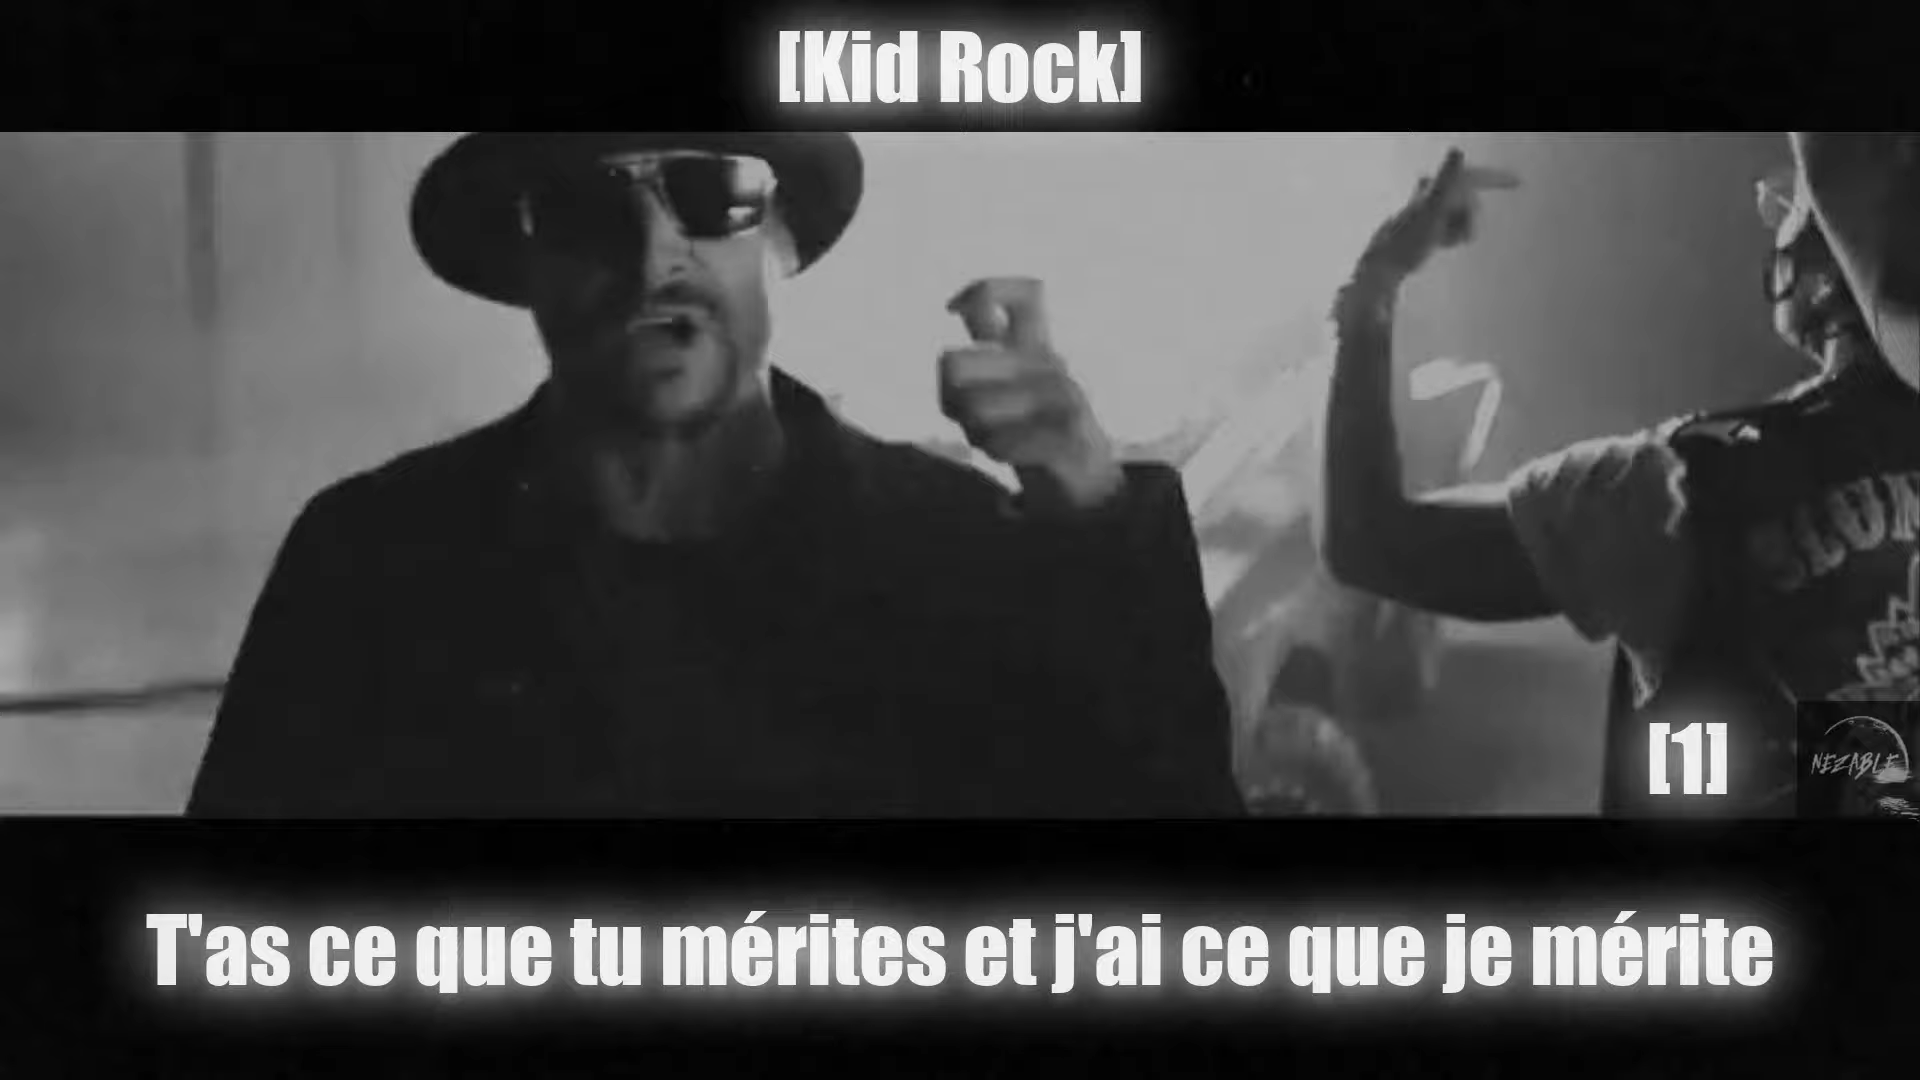 [Kid Rock]
[1]
NEZABLE
T'as ce que tu mérites et j'ai ce que je mérite